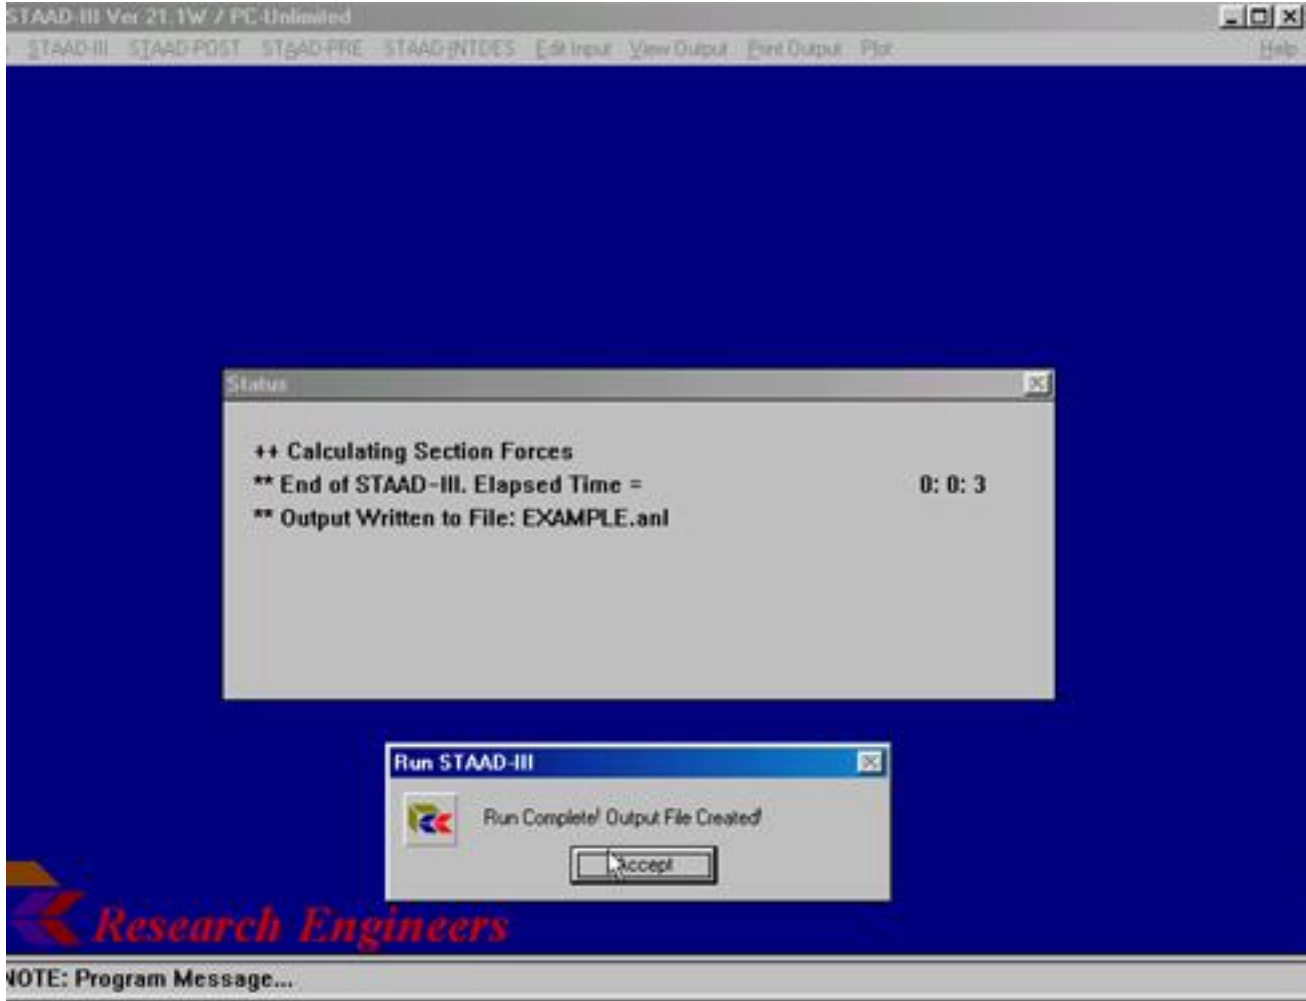 STAAD-III Ver 21.1W / PC-Unlimited
STAAD-III STAAD-POST STAAD-PRE STAAD-INTDES Edit Input View Output Print Output Plot Help
Status
++ Calculating Section Forces
** End of STAAD-III. Elapsed Time = 0: 0: 3
** Output Written to File: EXAMPLE.anl
Run STAAD-III
Run Complete! Output File Created!
Accept
Research Engineers
NOTE: Program Message...